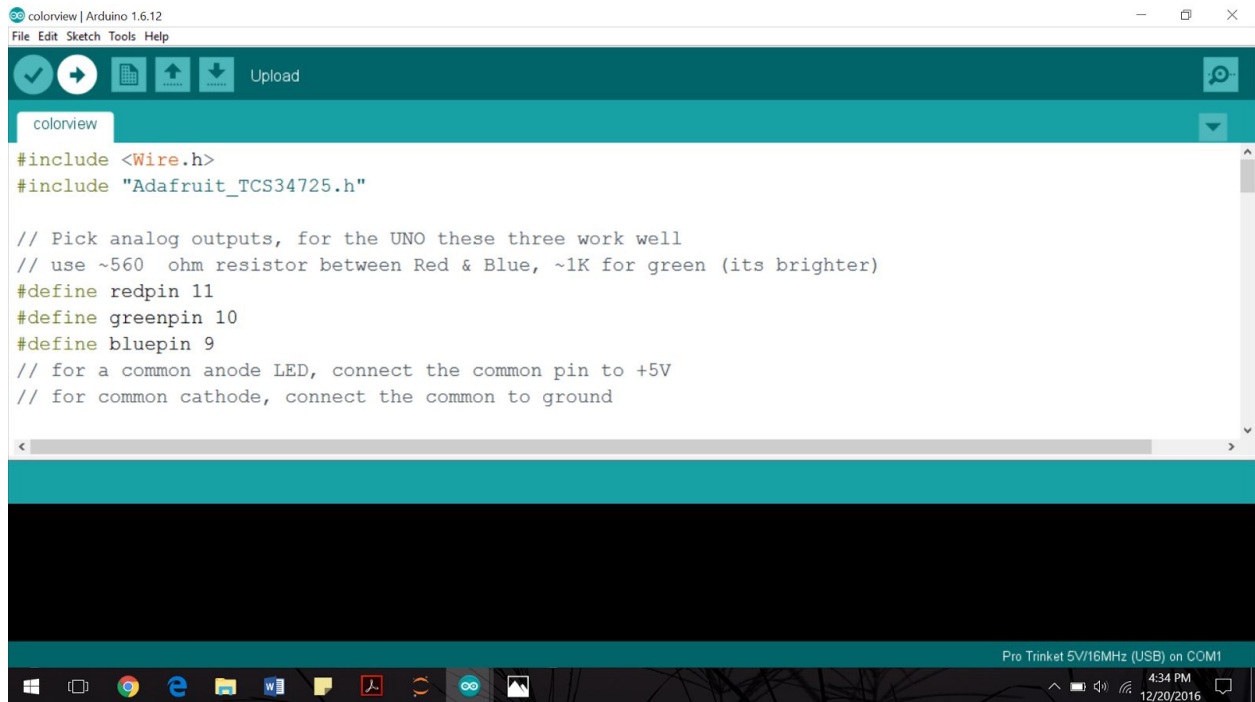 colorview | Arduino 1.6.12
File Edit Sketch Tools Help
Upload
colorview
#include <Wire.h>
#include "Adafruit_TCS34725.h"
// Pick analog outputs, for the UNO these three work well
// use ~560  ohm resistor between Red & Blue, ~1K for green (its brighter)
#define redpin 11
#define greenpin 10
#define bluepin 9
// for a common anode LED, connect the common pin to +5V
// for common cathode, connect the common to ground
Pro Trinket 5V/16MHz (USB) on COM1
4:34 PM
12/20/2016